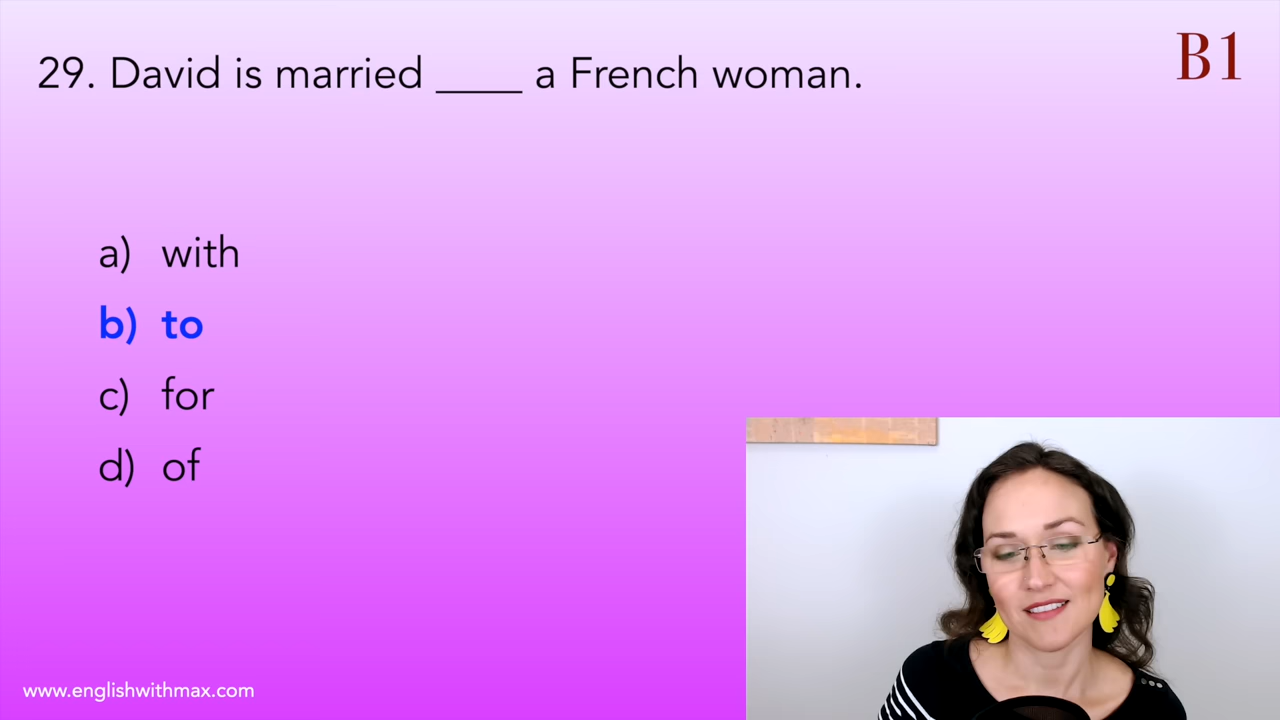 29. David is married ____ a French woman.
B1
a) with
b) to
c) for
d) of
www.englishwithmax.com